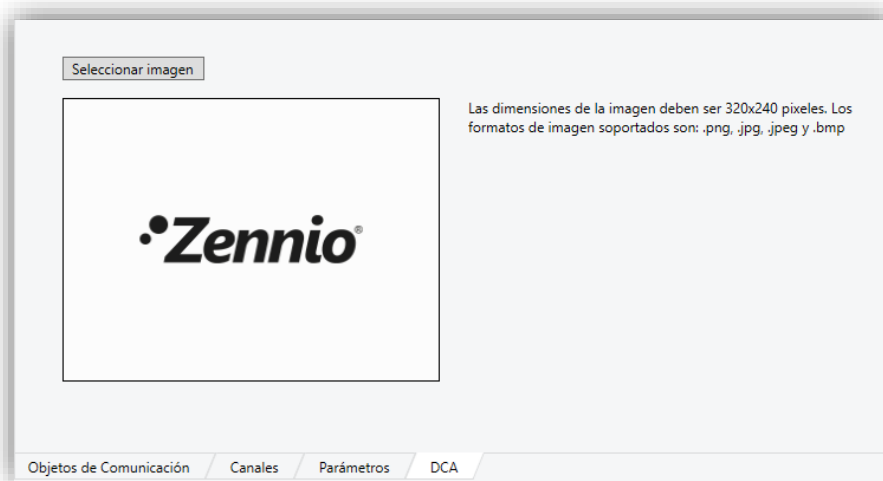 Seleccionar imagen
Las dimensiones de la imagen deben ser 320x240 pixeles. Los
formatos de imagen soportados son: .png, .jpg, .jpeg y .bmp
Zennio®
Objetos de Comunicación Canales Parámetros DCA